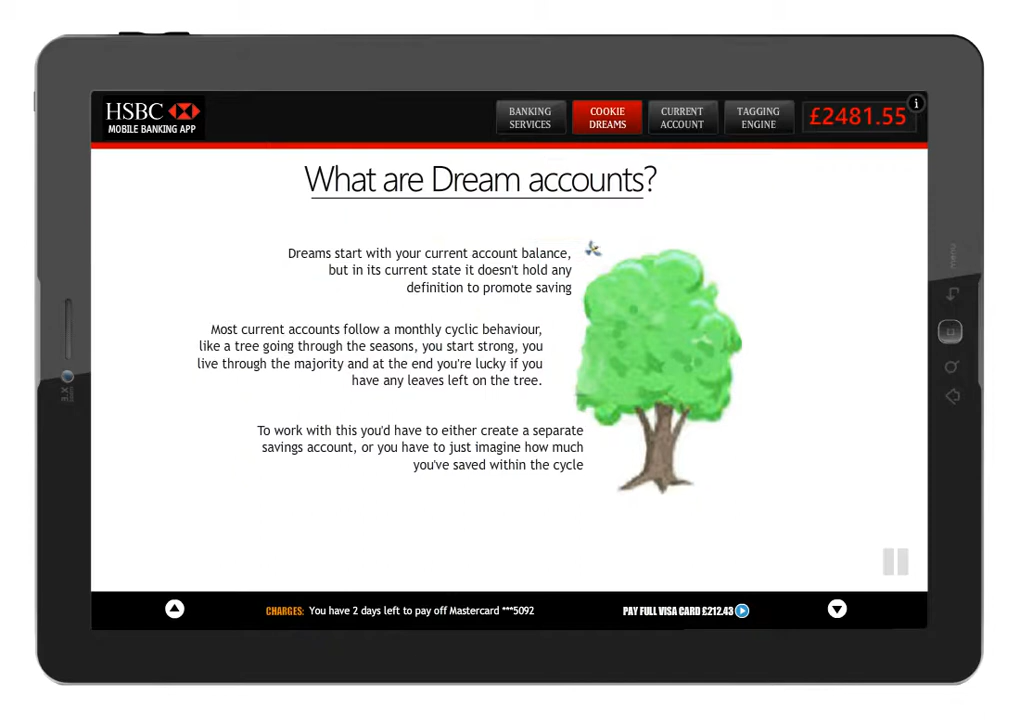 HSBC
MOBILE BANKING APP
BANKING
SERVICES
COOKIE
DREAMS
CURRENT
ACCOUNT
TAGGING
ENGINE
£2481.55
i
What are Dream accounts?
Dreams start with your current account balance,
but in its current state it doesn't hold any
definition to promote saving
Most current accounts follow a monthly cyclic behaviour,
like a tree going through the seasons, you start strong, you
live through the majority and at the end you're lucky if you
have any leaves left on the tree.
To work with this you'd have to either create a separate
savings account, or you have to just imagine how much
you've saved within the cycle
CHARGES: You have 2 days left to pay off Mastercard ***5092
PAY FULL VISA CARD £212.43
menu